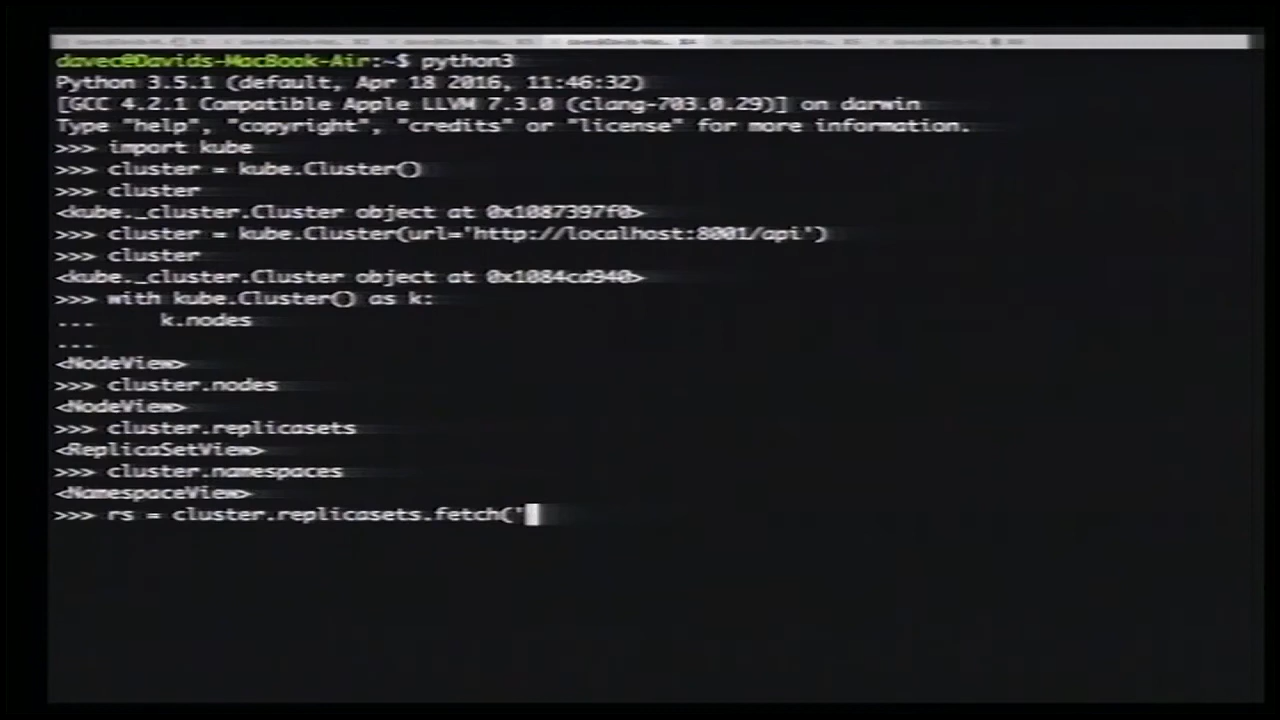 davec@Davids-MacBook-Air:~$ python3
Python 3.5.1 (default, Apr 18 2016, 11:46:32)
[GCC 4.2.1 Compatible Apple LLVM 7.3.0 (clang-703.0.29)] on darwin
Type "help", "copyright", "credits" or "license" for more information.
>>> import kube
>>> cluster = kube.Cluster()
>>> cluster
<kube._cluster.Cluster object at 0x1087397f0>
>>> cluster = kube.Cluster(url='http://localhost:8001/api')
>>> cluster
<kube._cluster.Cluster object at 0x1084cd940>
>>> with kube.Cluster() as k:
...     k.nodes
...
<NodeView>
>>> cluster.nodes
<NodeView>
>>> cluster.replicasets
<ReplicaSetView>
>>> cluster.namespaces
<NamespaceView>
>>> rs = cluster.replicasets.fetch('